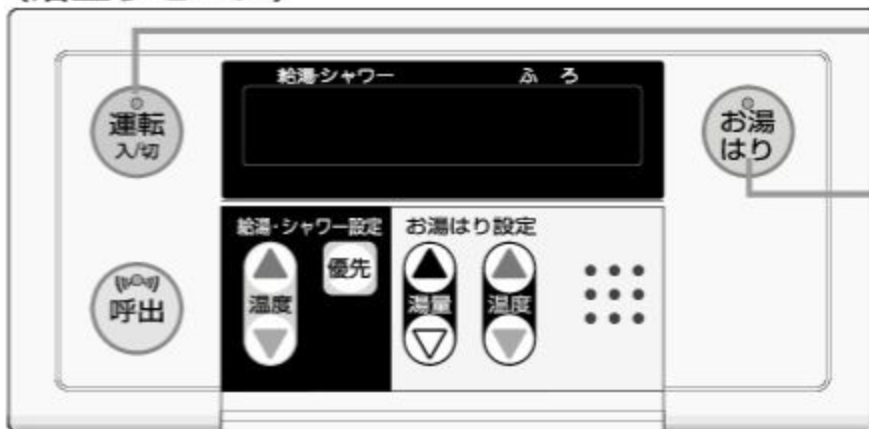 給湯・シャワー
ふろ
運転
入/切
お湯
はり
給湯・シャワー設定
お湯はり設定
優先
温度
湯量
温度
呼出